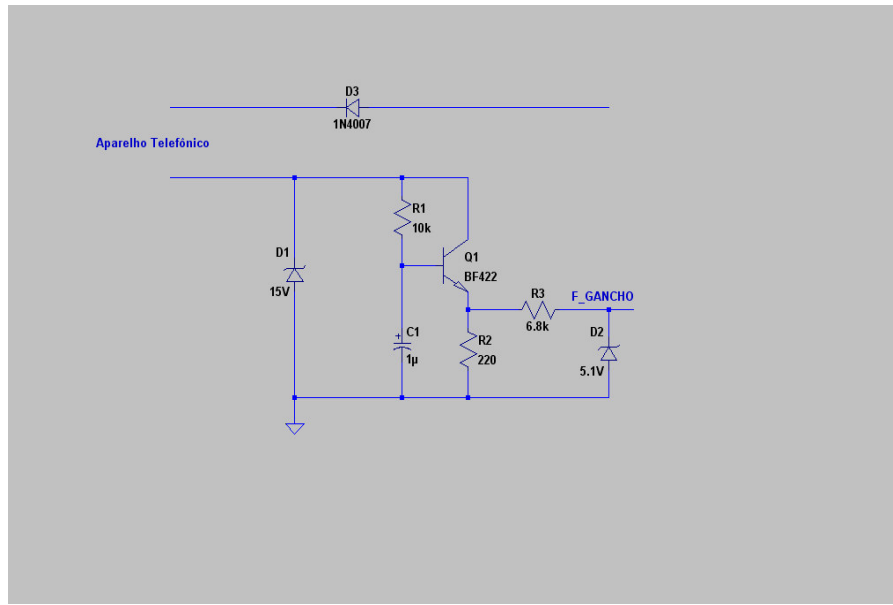 D3
1N4007
Aparelho Telefônico
R1
10k
D1
15V
Q1
BF422
R3
6.8k
F_GANCHO
D2
5.1V
+
C1
1µ
R2
220